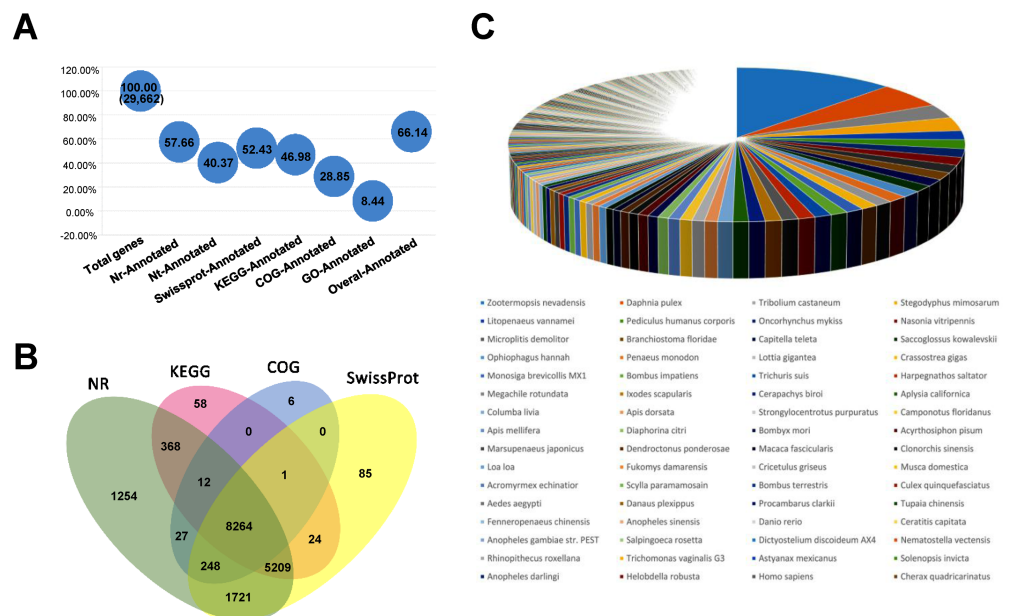 A
120.00%
100.00%
80.00%
60.00%
40.00%
20.00%
0.00%
-20.00%
100.00
(29,662)
57.66
40.37
52.43
46.98
28.85
8.44
66.14
Total genes
Nr-Annotated
Nt-Annotated
Swissprot-Annotated
KEGG-Annotated
COG-Annotated
GO-Annotated
Overal-Annotated
B
NR
KEGG
COG
SwissProt
58
6
368
0
0
1254
12
1
85
27
8264
24
248
5209
1721
C
Zootermopsis nevadensis Daphnia pulex Tribolium castaneum Stegodyphus mimosarum
Litopenaeus vannamei Pediculus humanus corporis Oncorhynchus mykiss Nasonia vitripennis
Microplitis demolitor Branchiostoma floridae Capitella teleta Saccoglossus kowalevskii
Ophiophagus hannah Penaeus monodon Lottia gigantea Crassostrea gigas
Monosiga brevicollis MX1 Bombus impatiens Trichuris suis Harpegnathos saltator
Megachile rotundata Ixodes scapularis Cerapachys biroi Aplysia californica
Columba livia Apis dorsata Strongylocentrotus purpuratus Camponotus floridanus
Apis mellifera Diaphorina citri Bombyx mori Acyrthosiphon pisum
Marsupenaeus japonicus Dendroctonus ponderosae Macaca fascicularis Clonorchis sinensis
Loa loa Fukomys damarensis Cricetulus griseus Musca domestica
Acromyrmex echinatior Scylla paramamosain Bombus terrestris Culex quinquefasciatus
Aedes aegypti Danaus plexippus Procambarus clarkii Tupaia chinensis
Fenneropenaeus chinensis Anopheles sinensis Danio rerio Ceratitis capitata
Anopheles gambiae str. PEST Salpingoeca rosetta Dictyostelium discoideum AX4 Nematostella vectensis
Rhinopithecus roxellana Trichomonas vaginalis G3 Astyanax mexicanus Solenopsis invicta
Anopheles darlingi Helobdella robusta Homo sapiens Cherax quadricarinatus